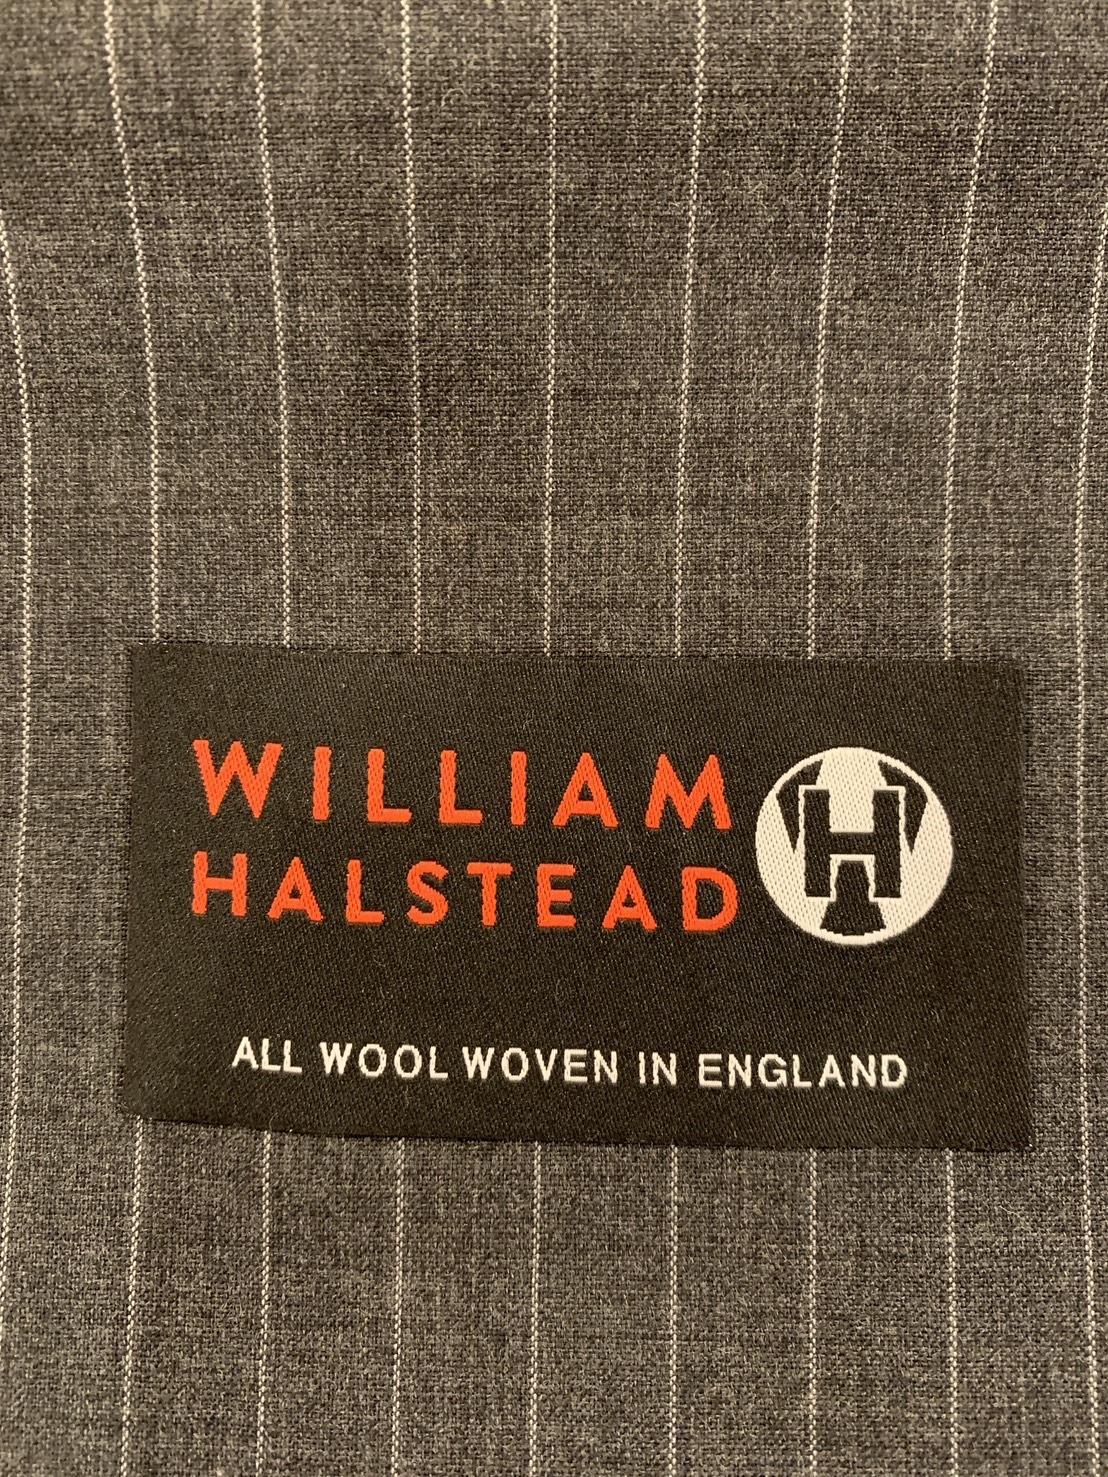 WILLIAM
HALSTEAD
H
ALL WOOL WOVEN IN ENGLAND